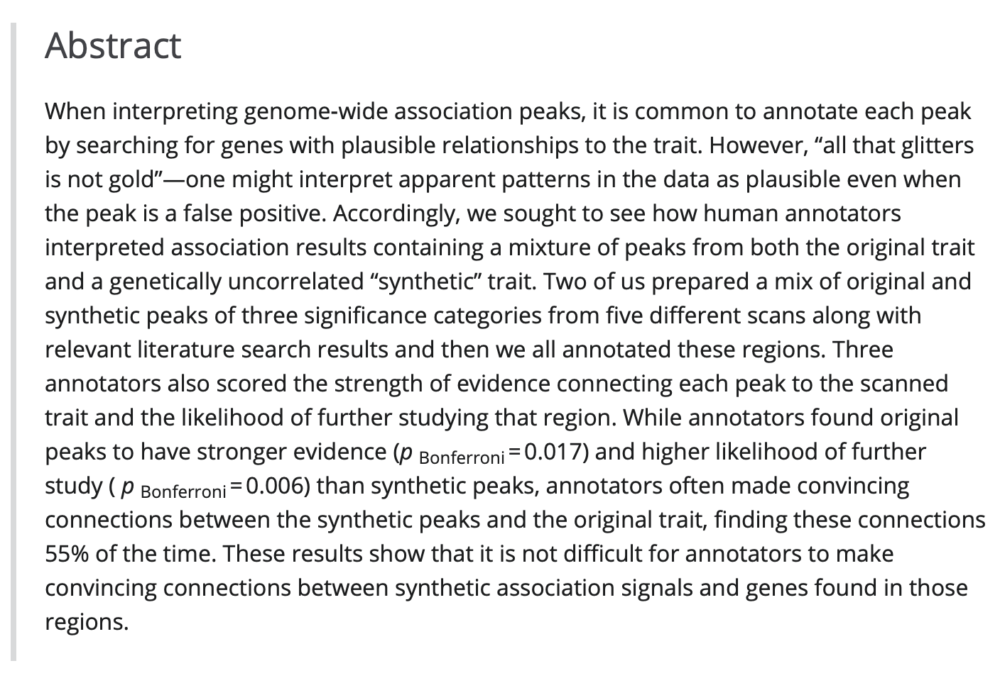 Abstract
When interpreting genome-wide association peaks, it is common to annotate each peak
by searching for genes with plausible relationships to the trait. However, “all that glitters
is not gold”—one might interpret apparent patterns in the data as plausible even when
the peak is a false positive. Accordingly, we sought to see how human annotators
interpreted association results containing a mixture of peaks from both the original trait
and a genetically uncorrelated “synthetic” trait. Two of us prepared a mix of original and
synthetic peaks of three significance categories from five different scans along with
relevant literature search results and then we all annotated these regions. Three
annotators also scored the strength of evidence connecting each peak to the scanned
trait and the likelihood of further studying that region. While annotators found original
peaks to have stronger evidence (p Bonferroni = 0.017) and higher likelihood of further
study ( p Bonferroni = 0.006) than synthetic peaks, annotators often made convincing
connections between the synthetic peaks and the original trait, finding these connections
55% of the time. These results show that it is not difficult for annotators to make
convincing connections between synthetic association signals and genes found in those
regions.